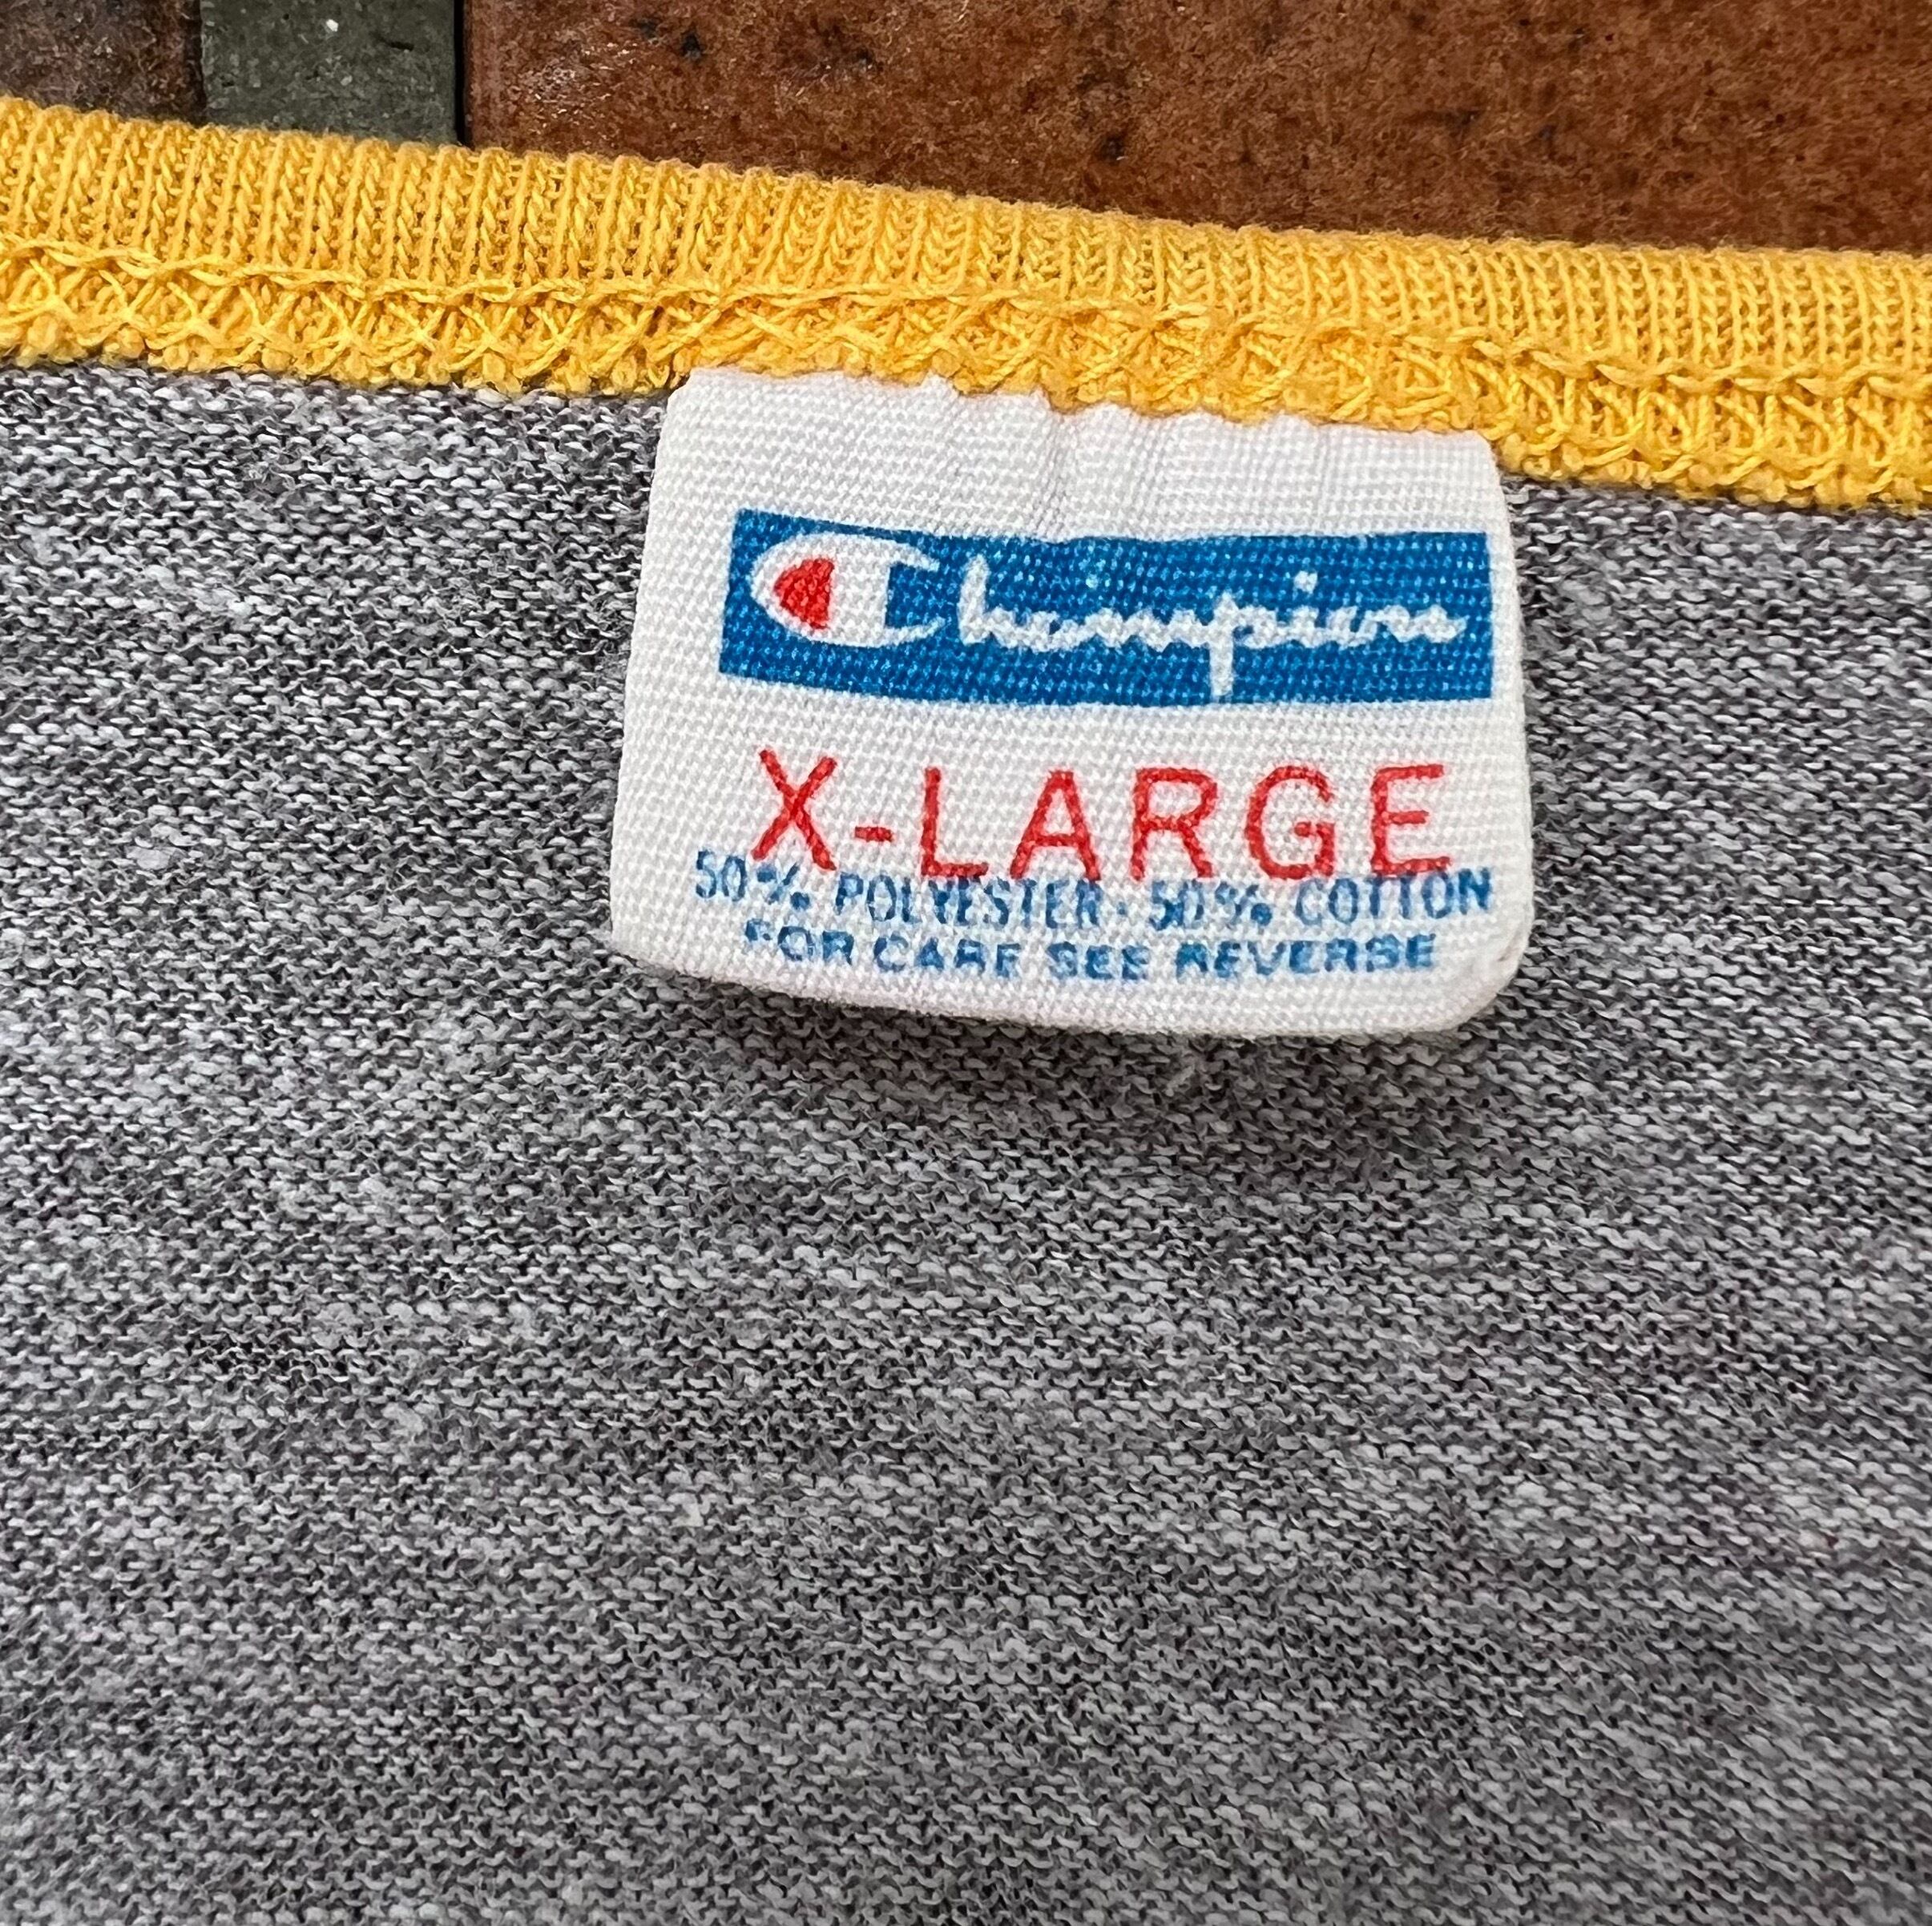 Champion
X-LARGE
50% POLYESTER - 50% COTTON
FOR CARE SEE REVERSE